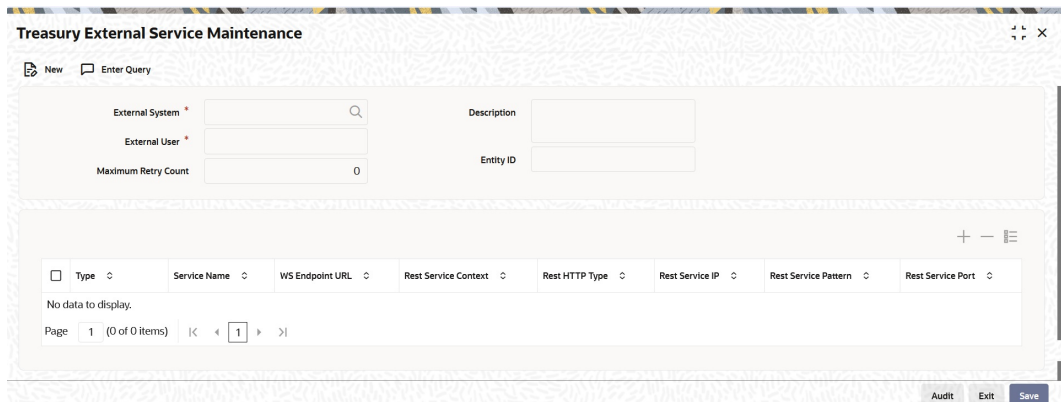 Treasury External Service Maintenance
New Enter Query
External System * Description
External User *
Entity ID
Maximum Retry Count 0
Type Service Name WS Endpoint URL Rest Service Context Rest HTTP Type Rest Service IP Rest Service Pattern Rest Service Port
No data to display.
Page 1 (0 of 0 items) 1
Audit Exit Save